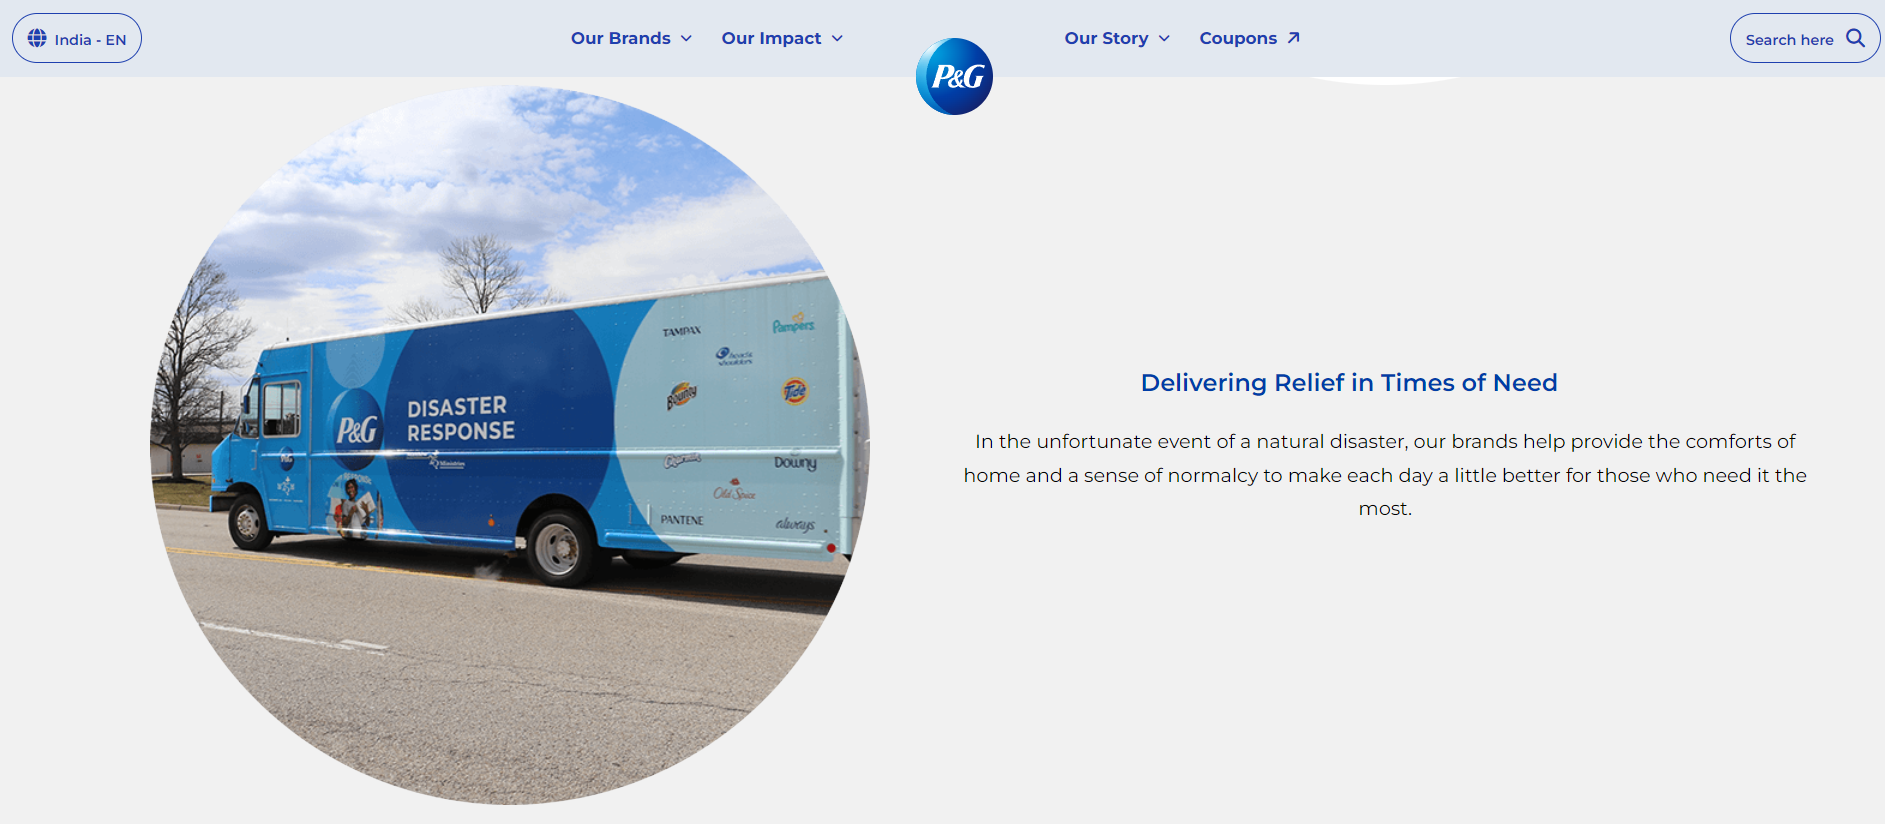 India - EN
Our Brands
Our Impact
P&G
Our Story
Coupons
Search here
TAMPAX
Pampers
head &
shoulders
Bounty
Tide
DISASTER
RESPONSE
P&G
Ministries
P&G
Charmin
Downy
Old Spice
PANTENE
always
Delivering Relief in Times of Need
In the unfortunate event of a natural disaster, our brands help provide the comforts of
home and a sense of normalcy to make each day a little better for those who need it the
most.